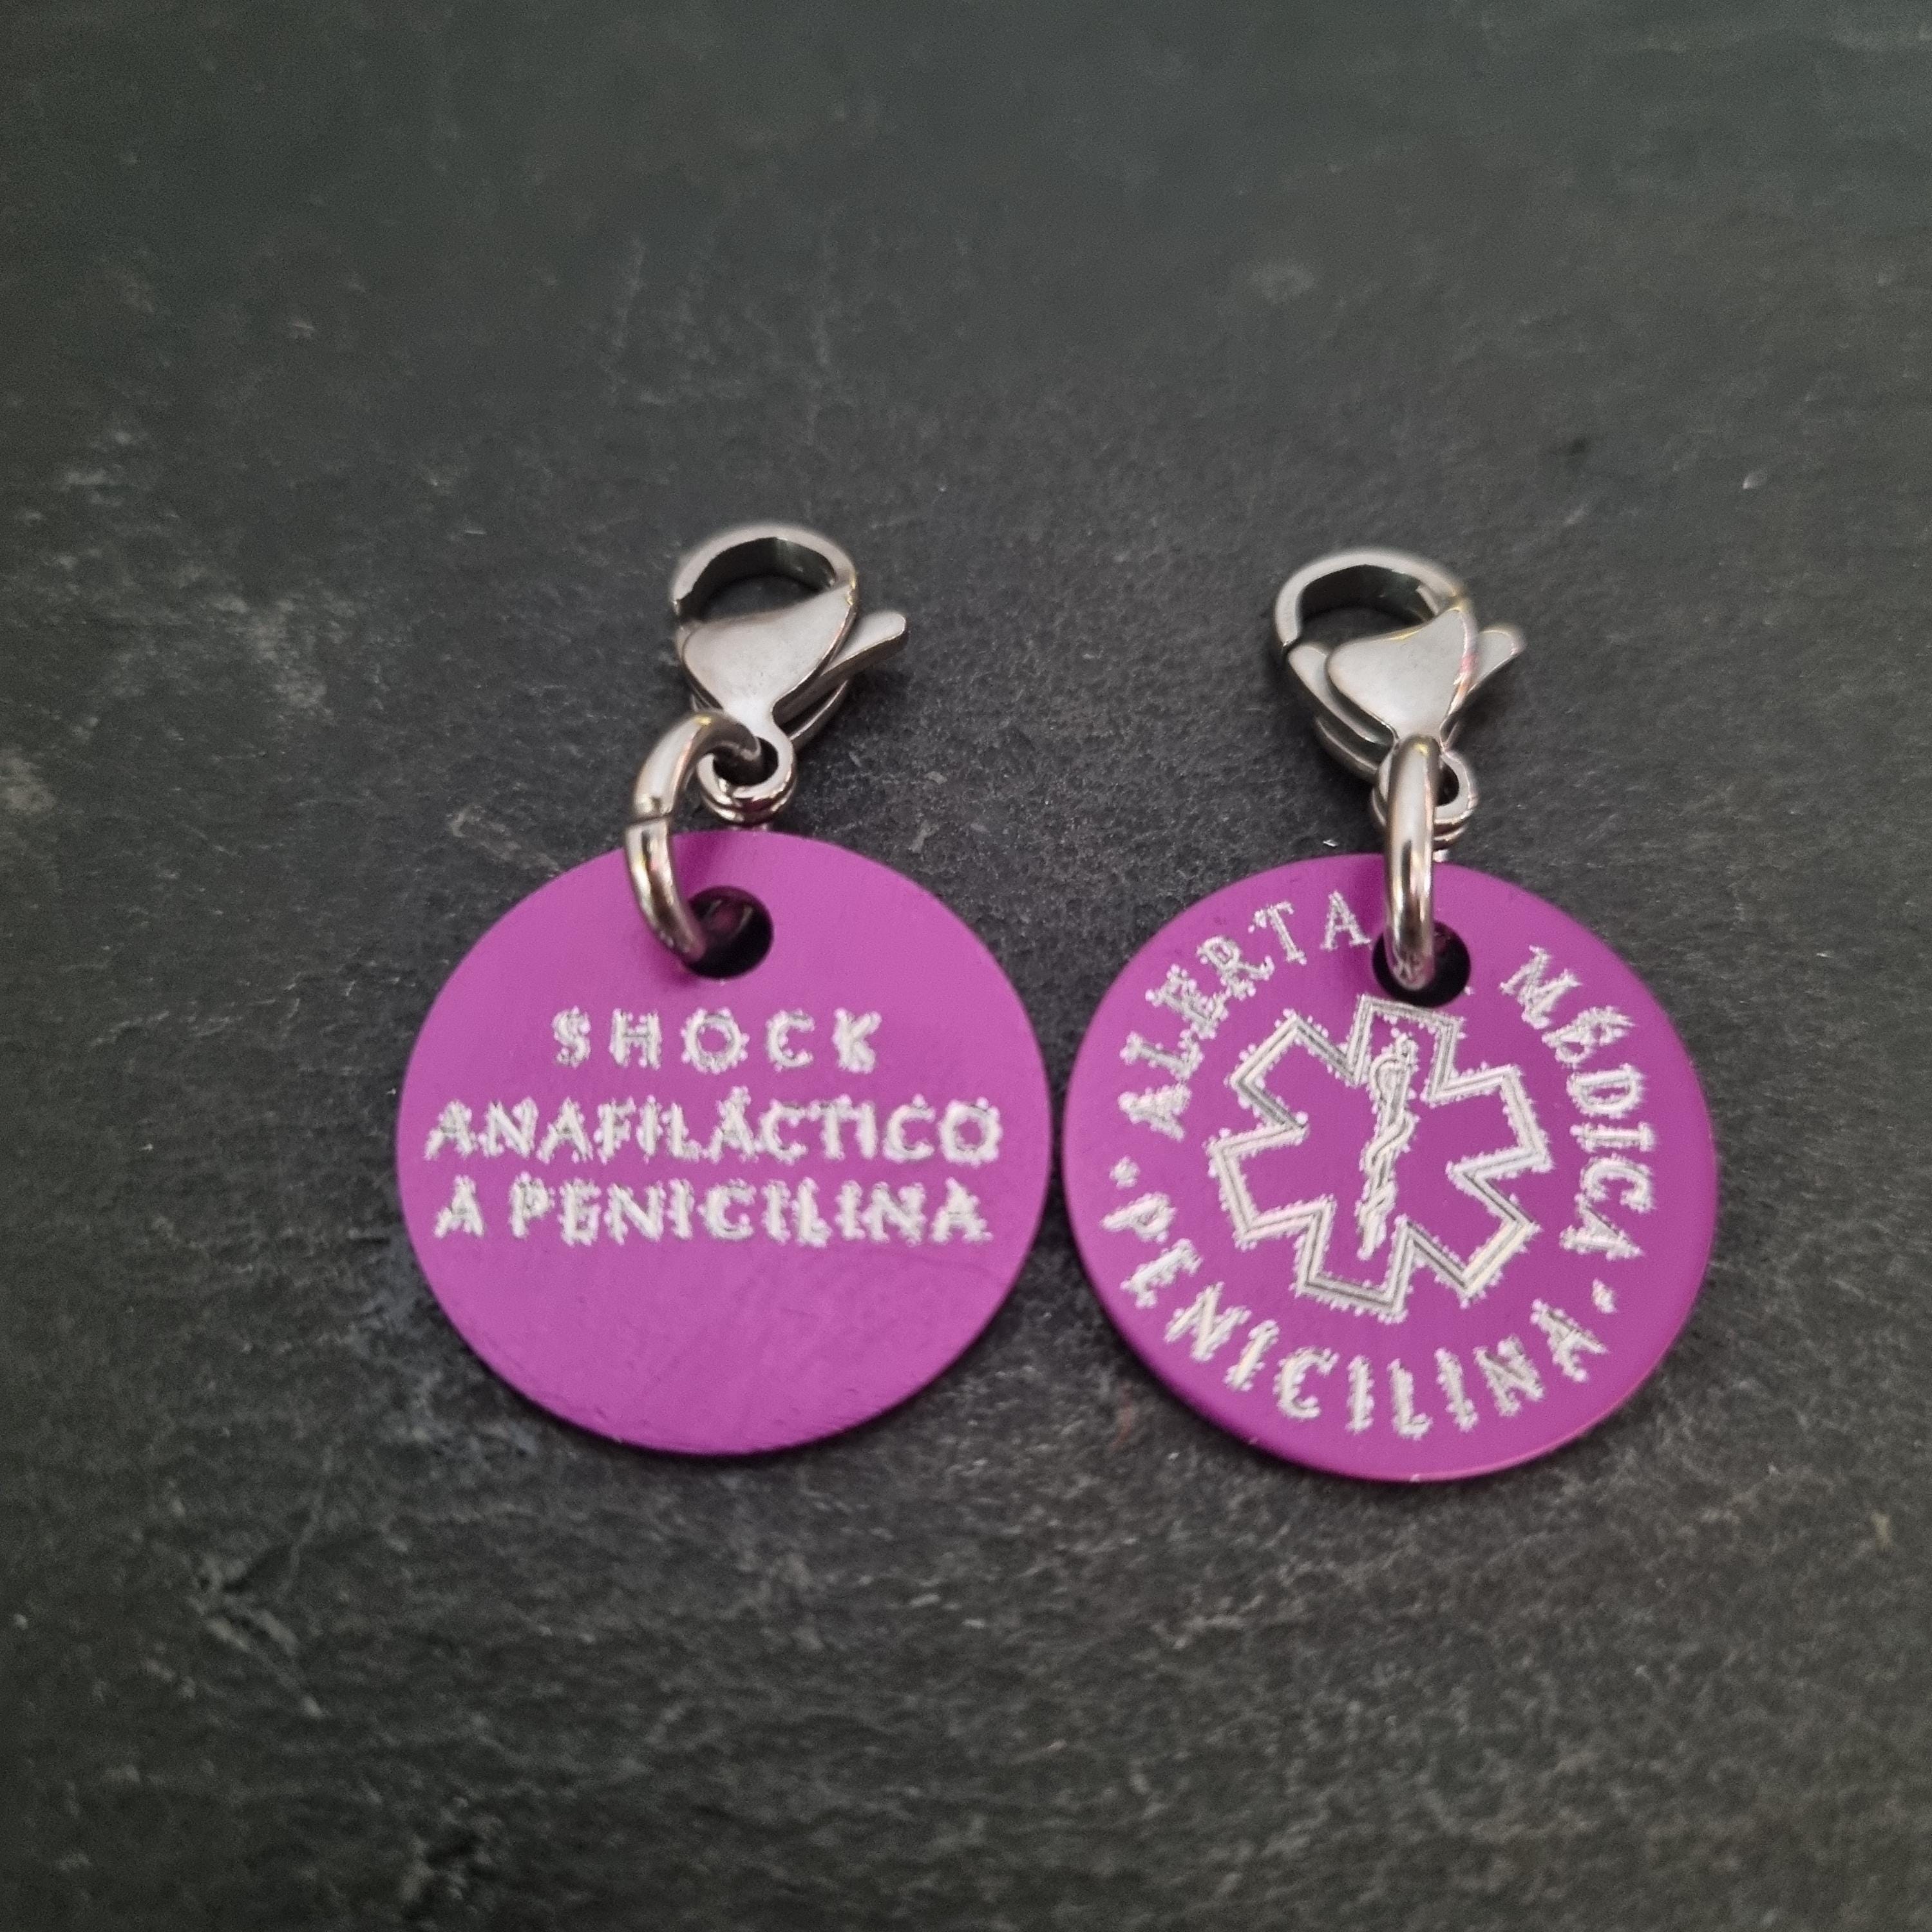 SHOCK
ANAFILÁCTICO
A PENICILINA
ALERTA MÉDICA
·PENICILINA·